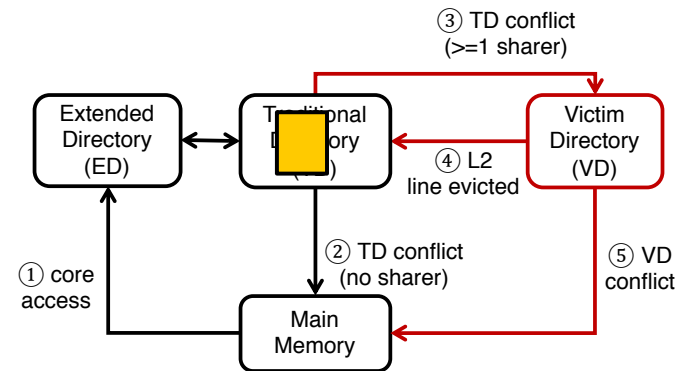 ③ TD conflict
(>=1 sharer)
Extended
Directory
(ED)
Victim
Directory
(VD)
④ L2
line evicted
② TD conflict
(no sharer)
① core
access
⑤ VD
conflict
Main
Memory